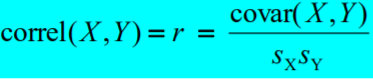 correl(X,Y) = r = covar(X,Y) / s_X s_Y